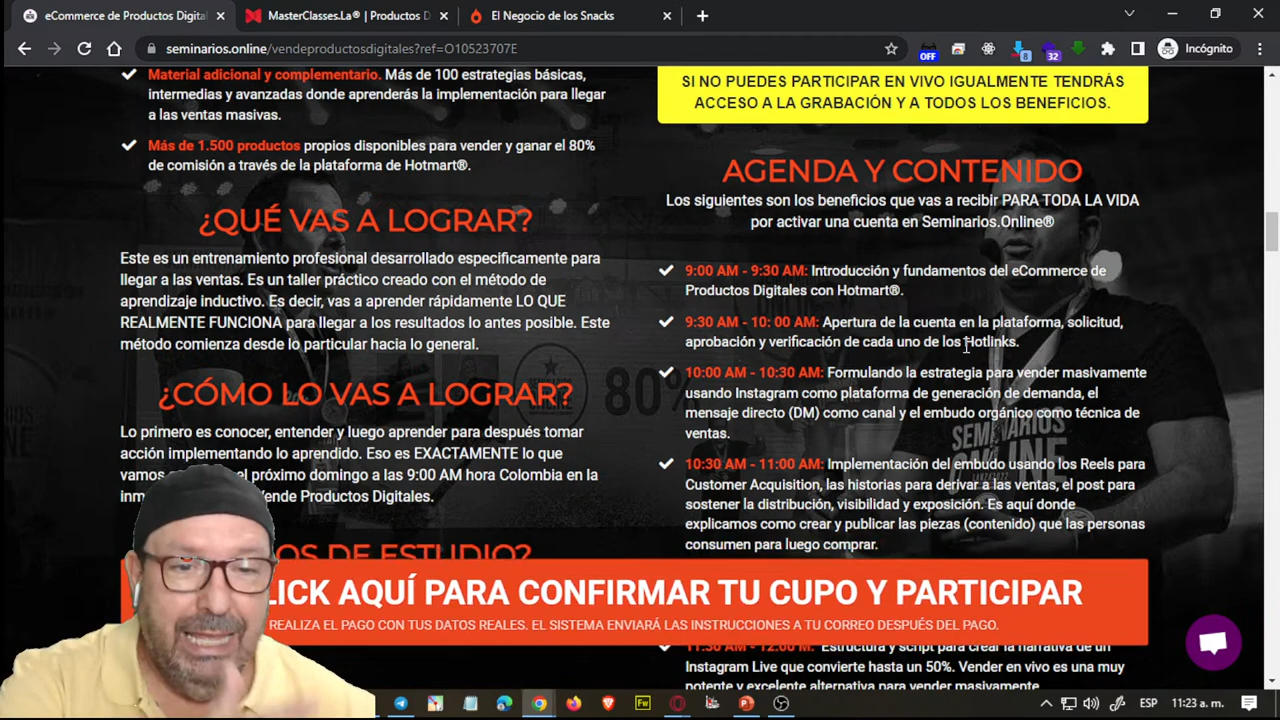 eCommerce de Productos Digital
MasterClasses.La® | Productos D
El Negocio de los Snacks
seminarios.online/vendeproductosdigitales?ref=O10523707E
OFF
8
32
Incógnito
Material adicional y complementario. Más de 100 estrategias básicas,
intermedias y avanzadas donde aprenderás la implementación para llegar
a las ventas masivas.
Más de 1.500 productos propios disponibles para vender y ganar el 80%
de comisión a través de la plataforma de Hotmart®.
¿QUÉ VAS A LOGRAR?
Este es un entrenamiento profesional desarrollado especificamente para
llegar a las ventas. Es un taller práctico creado con el método de
aprendizaje inductivo. Es decir, vas a aprender rápidamente LO QUE
REALMENTE FUNCIONA para llegar a los resultados lo antes posible. Este
método comienza desde lo particular hacia lo general.
¿CÓMO LO VAS A LOGRAR?
Lo primero es conocer, entender y luego aprender para después tomar
acción implementando lo aprendido. Eso es EXACTAMENTE lo que
vamos el próximo domingo a las 9:00 AM hora Colombia en la
Vende Productos Digitales.
OS DE ESTUDIO?
SI NO PUEDES PARTICIPAR EN VIVO IGUALMENTE TENDRÁS
ACCESO A LA GRABACIÓN Y A TODOS LOS BENEFICIOS.
AGENDA Y CONTENIDO
Los siguientes son los beneficios que vas a recibir PARA TODA LA VIDA
por activar una cuenta en Seminarios.Online®
9:00 AM - 9:30 AM: Introducción y fundamentos del eCommerce de
Productos Digitales con Hotmart®.
9:30 AM - 10: 00 AM: Apertura de la cuenta en la plataforma, solicitud,
aprobación y verificación de cada uno de los Hotlinks.
10:00 AM - 10:30 AM: Formulando la estrategia para vender masivamente
usando Instagram como plataforma de generación de demanda, el
mensaje directo (DM) como canal y el embudo orgánico como técnica de
ventas.
10:30 AM - 11:00 AM: Implementación del embudo usando los Reels para
Customer Acquisition, las historias para derivar a las ventas, el post para
sostener la distribución, visibilidad y exposición. Es aquí donde
explicamos como crear y publicar las piezas (contenido) que las personas
consumen para luego comprar.
CLICK AQUÍ PARA CONFIRMAR TU CUPO Y PARTICIPAR
REALIZA EL PAGO CON TUS DATOS REALES. EL SISTEMA ENVIARÁ LAS INSTRUCCIONES A TU CORREO DESPUÉS DEL PAGO.
11:30 AM - 12:00 M: Estructura y script para crear la narrativa de un
Instagram Live que convierte hasta un 50%. Vender en vivo es una muy
potente y excelente alternativa para vender masivamente.
SEMINARIOS
ONLINE
80%
Fw
ESP
11:23 a. m.